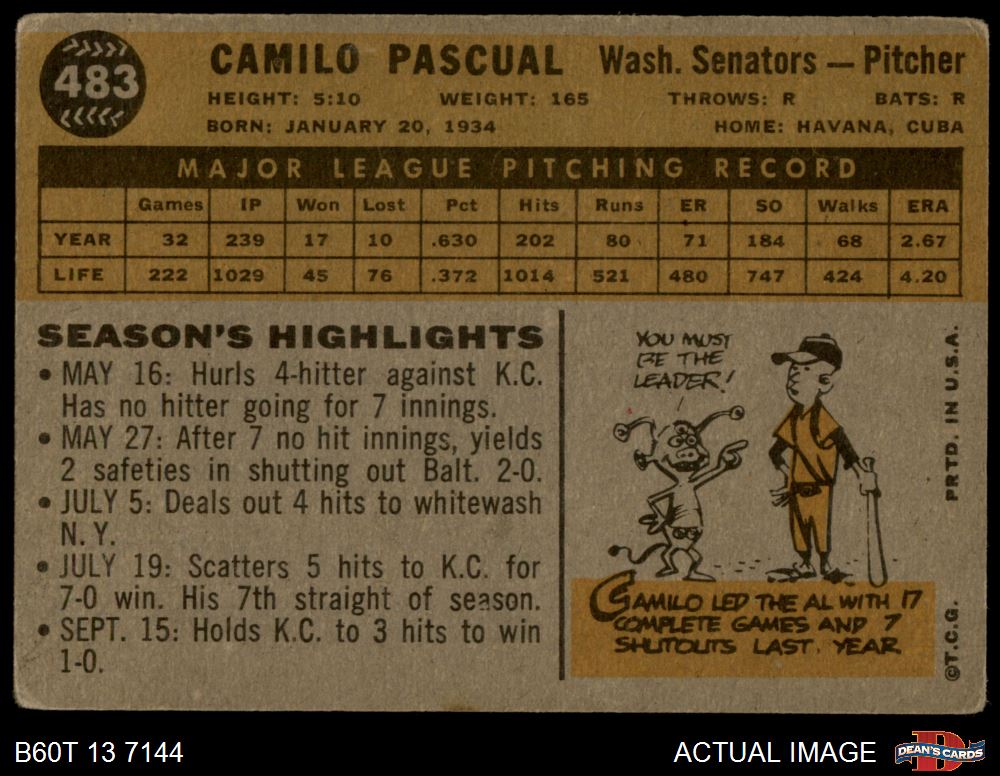 483
CAMILO PASCUAL Wash. Senators — Pitcher
HEIGHT: 5:10 WEIGHT: 165 THROWS: R BATS: R
BORN: JANUARY 20, 1934 HOME: HAVANA, CUBA
MAJOR LEAGUE PITCHING RECORD
Games IP Won Lost Pct Hits Runs ER SO Walks ERA
YEAR 32 239 17 10 .630 202 80 71 184 68 2.67
LIFE 222 1029 45 76 .372 1014 521 480 747 424 4.20
SEASON'S HIGHLIGHTS
• MAY 16: Hurls 4-hitter against K.C.
Has no hitter going for 7 innings.
• MAY 27: After 7 no hit innings, yields
2 safeties in shutting out Balt. 2-0.
• JULY 5: Deals out 4 hits to whitewash
N.Y.
• JULY 19: Scatters 5 hits to K.C. for
7-0 win. His 7th straight of season.
• SEPT. 15: Holds K.C. to 3 hits to win
1-0.
YOU MUST
BE THE
LEADER!
CAMILO LED THE AL WITH 17
COMPLETE GAMES AND 7
SHUTOUTS LAST YEAR
©T.C.G. PRTD. IN U.S.A.
B60T 13 7144
ACTUAL IMAGE
D
DEAN'S CARDS